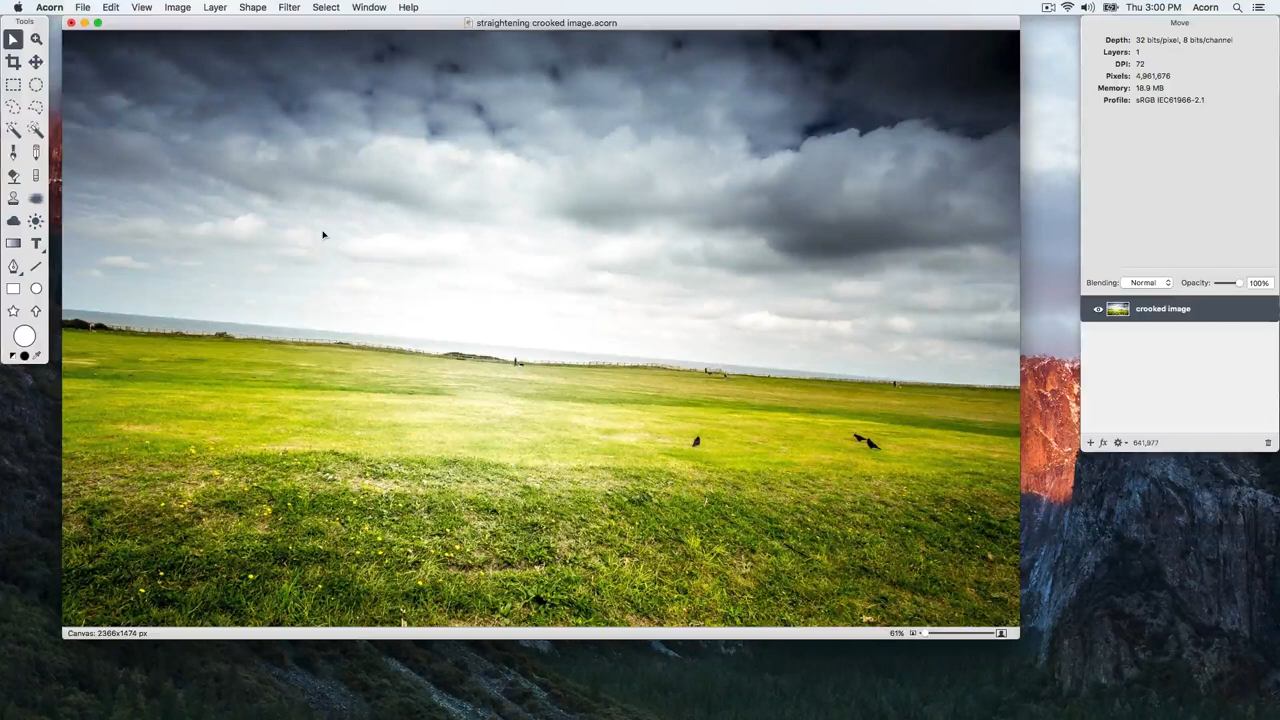 Acorn File Edit View Image Layer Shape Filter Select Window Help
Thu 3:00 PM Acorn
Tools
straightening crooked image.acorn
Move
Depth: 32 bits/pixel, 8 bits/channel
Layers: 1
DPI: 72
Pixels: 4,961,676
Memory: 18.9 MB
Profile: sRGB IEC61966-2.1
T
Blending: Normal Opacity: 100%
crooked image
+ fx 641,977
Canvas: 2366x1474 px
61%